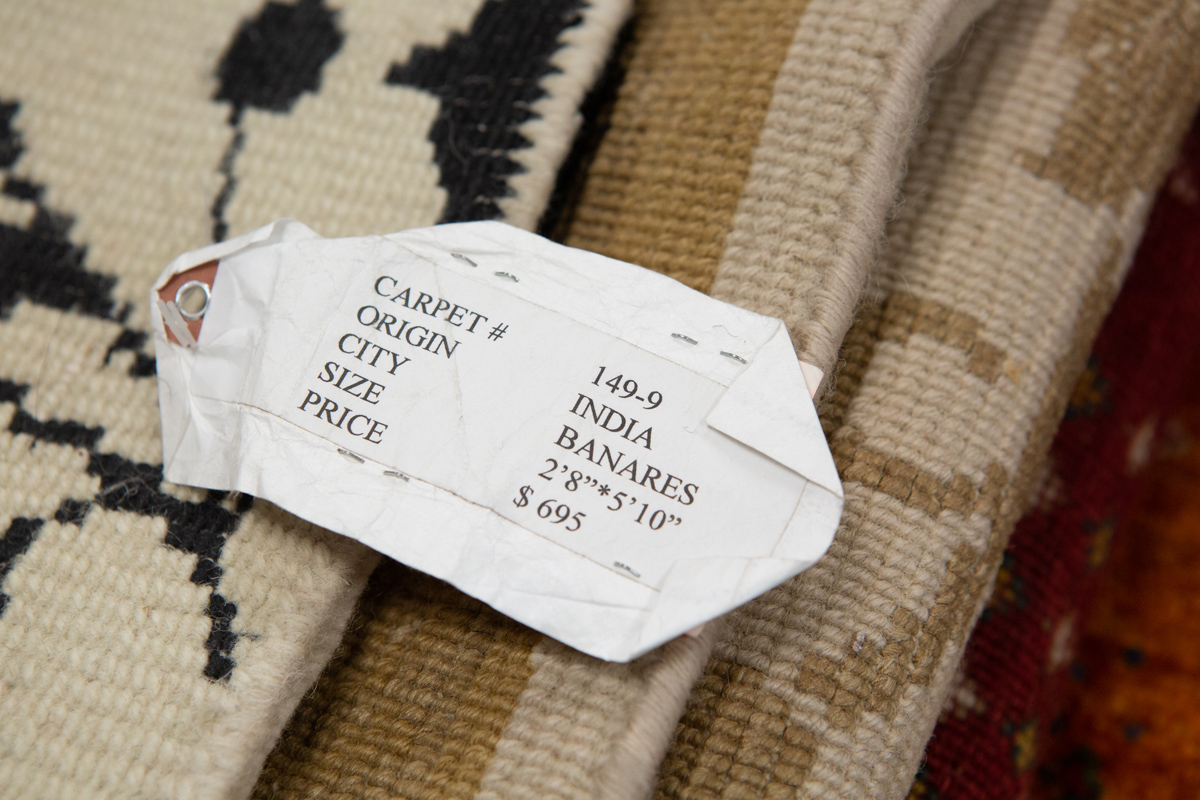 CARPET # 149-9
ORIGIN INDIA
CITY BANARES
SIZE 2’8”*5’10”
PRICE $ 695